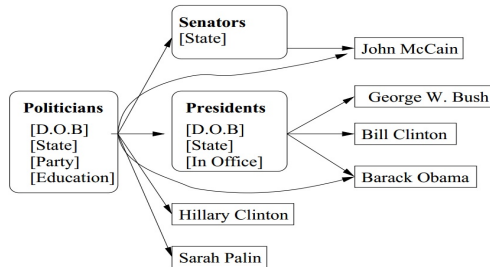 Senators
[State]
John McCain
Politicians
[D.O.B]
[State]
[Party]
[Education]
Presidents
[D.O.B]
[State]
[In Office]
George W. Bush
Bill Clinton
Barack Obama
Hillary Clinton
Sarah Palin